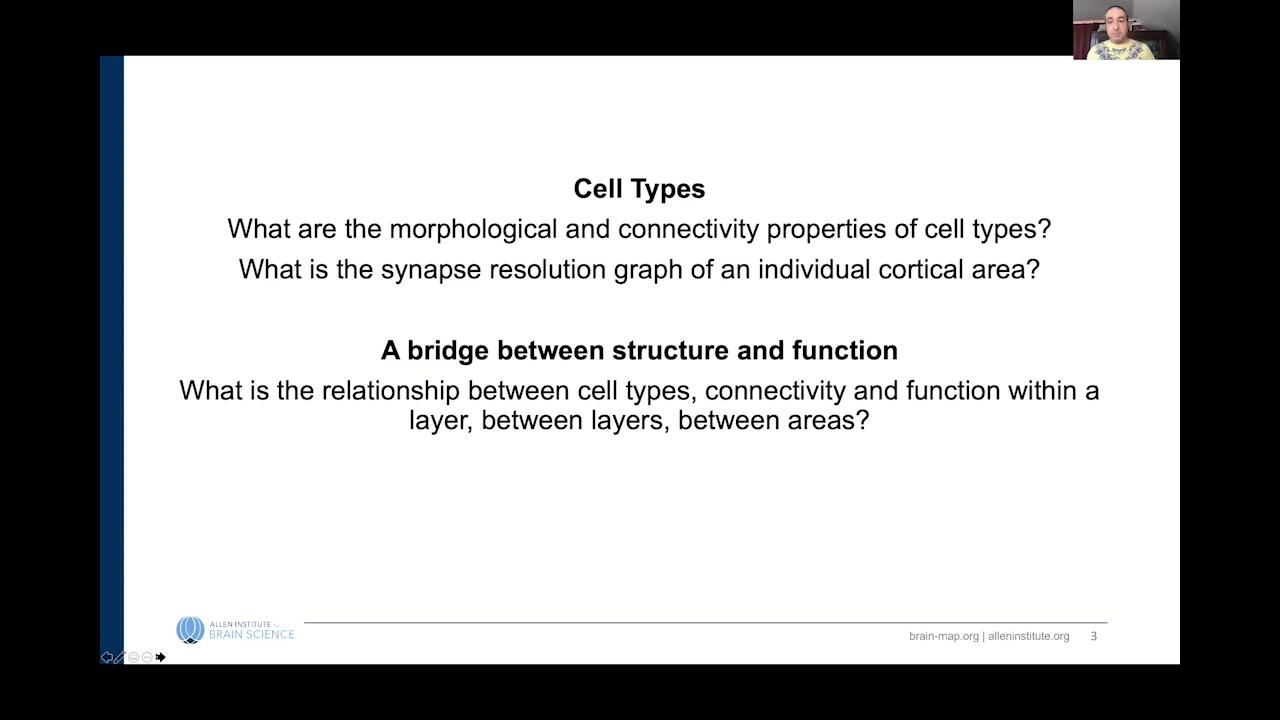 Cell Types
What are the morphological and connectivity properties of cell types?
What is the synapse resolution graph of an individual cortical area?
A bridge between structure and function
What is the relationship between cell types, connectivity and function within a
layer, between layers, between areas?
ALLEN INSTITUTE for
BRAIN SCIENCE
brain-map.org | alleninstitute.org 3